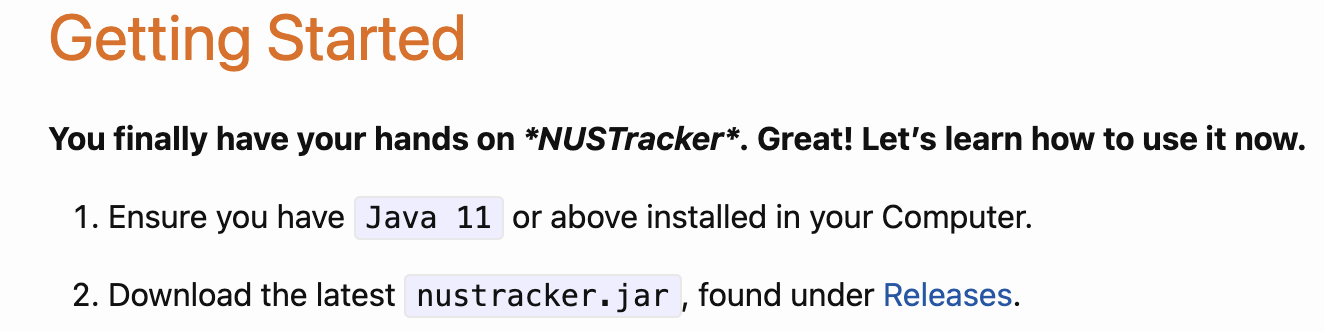 Getting Started
You finally have your hands on *NUSTracker*. Great! Let’s learn how to use it now.
1. Ensure you have Java 11 or above installed in your Computer.
2. Download the latest nustracker.jar, found under Releases.